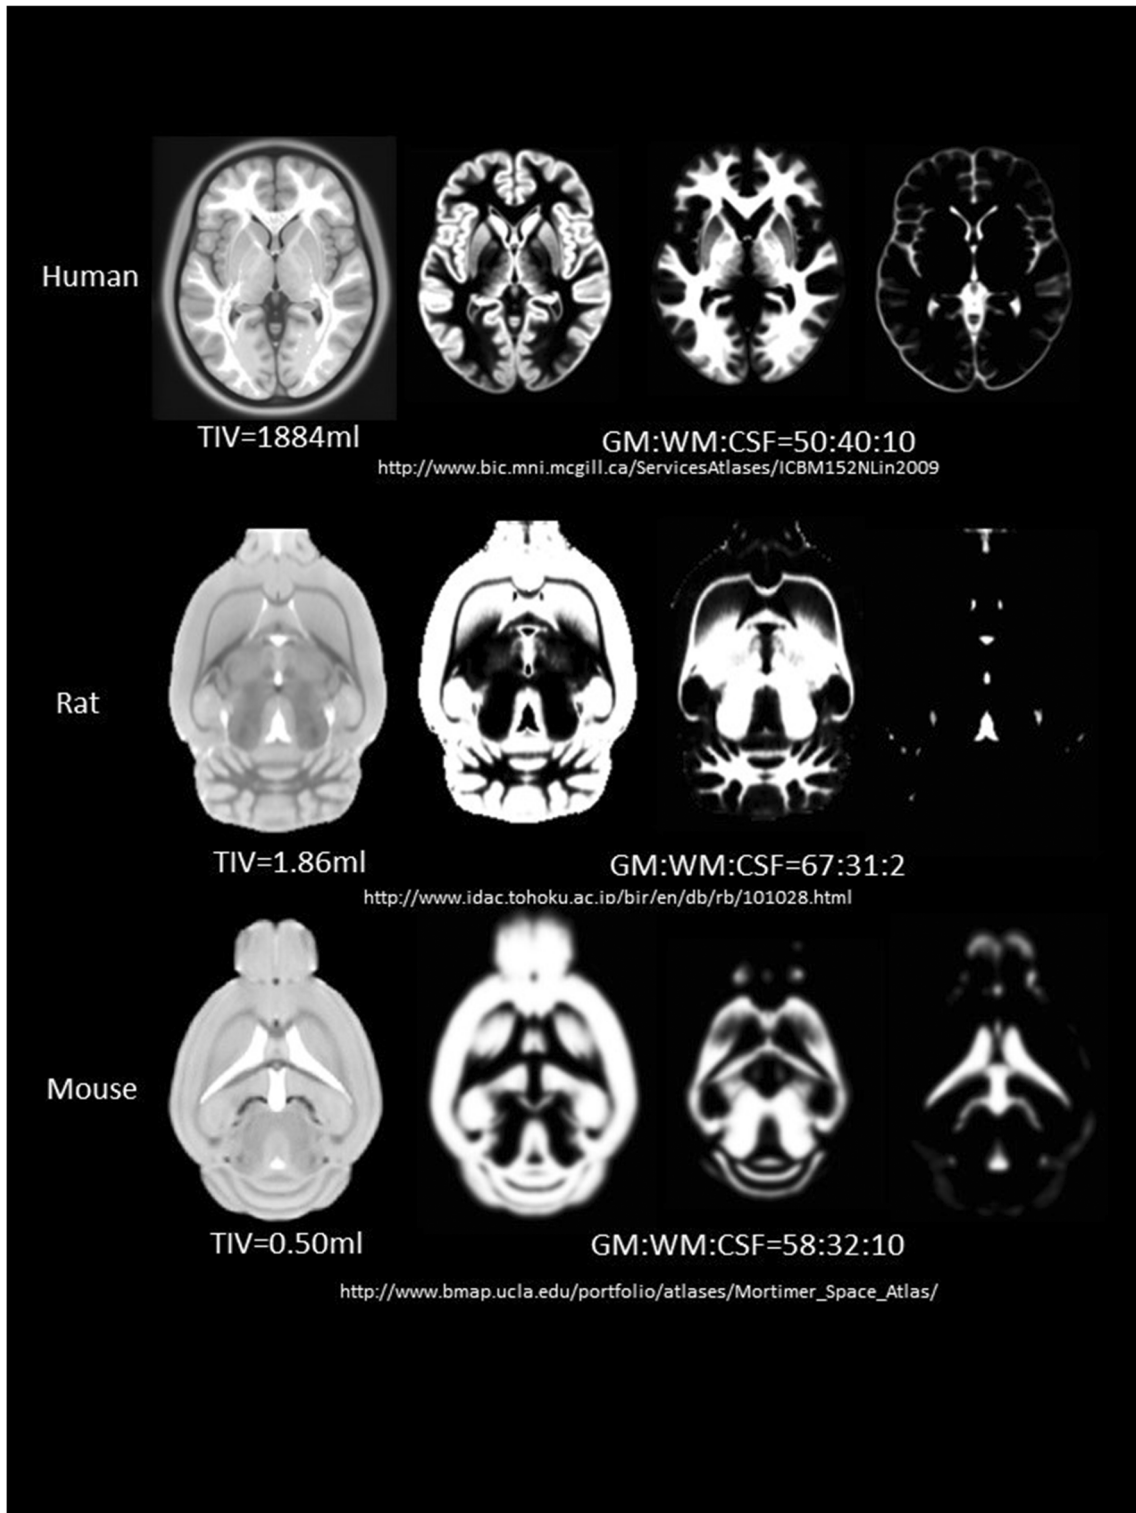 Human
TIV=1884ml
GM:WM:CSF=50:40:10
http://www.bic.mni.mcgill.ca/ServicesAtlases/ICBM152NLin2009
Rat
TIV=1.86ml
GM:WM:CSF=67:31:2
http://www.idac.tohoku.ac.jp/bir/en/db/rb/101028.html
Mouse
TIV=0.50ml
GM:WM:CSF=58:32:10
http://www.bmap.ucla.edu/portfolio/atlases/Mortimer_Space_Atlas/